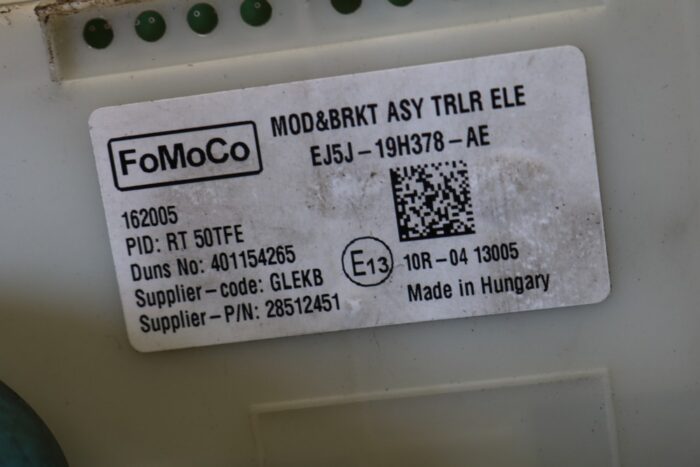 FoMoCo
MOD&BRKT ASY TRLR ELE
EJ5J-19H378-AE
162005
PID: RT 50TFE
Duns No: 401154265
Supplier-code: GLEKB
Supplier-P/N: 28512451
E13
10R-04 13005
Made in Hungary